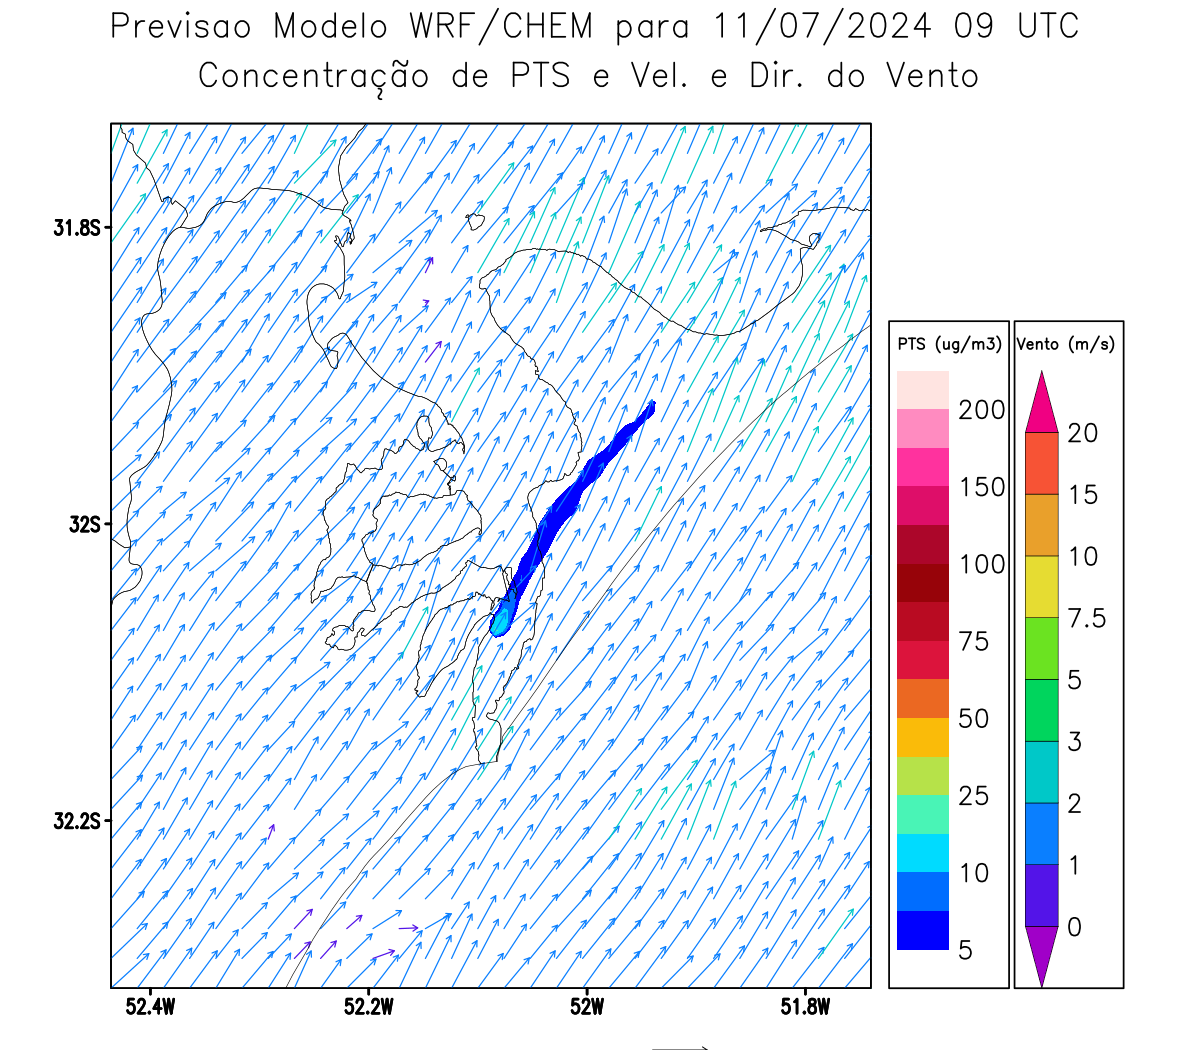 Previsao Modelo WRF/CHEM para 11/07/2024 09 UTC
Concentração de PTS e Vel. e Dir. do Vento
31.8S
32S
32.2S
52.4W
52.2W
52W
51.8W
PTS (ug/m3)
200
150
100
75
50
25
10
5
Vento (m/s)
20
15
10
7.5
5
3
2
1
0